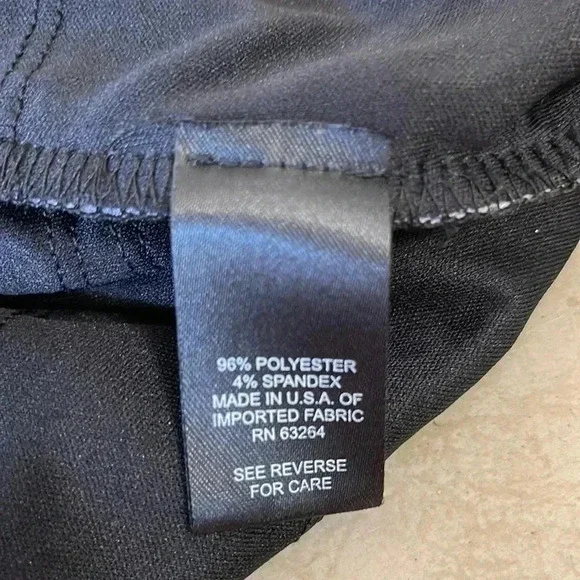 96% POLYESTER
4% SPANDEX
MADE IN U.S.A. OF
IMPORTED FABRIC
RN 63264
SEE REVERSE
FOR CARE